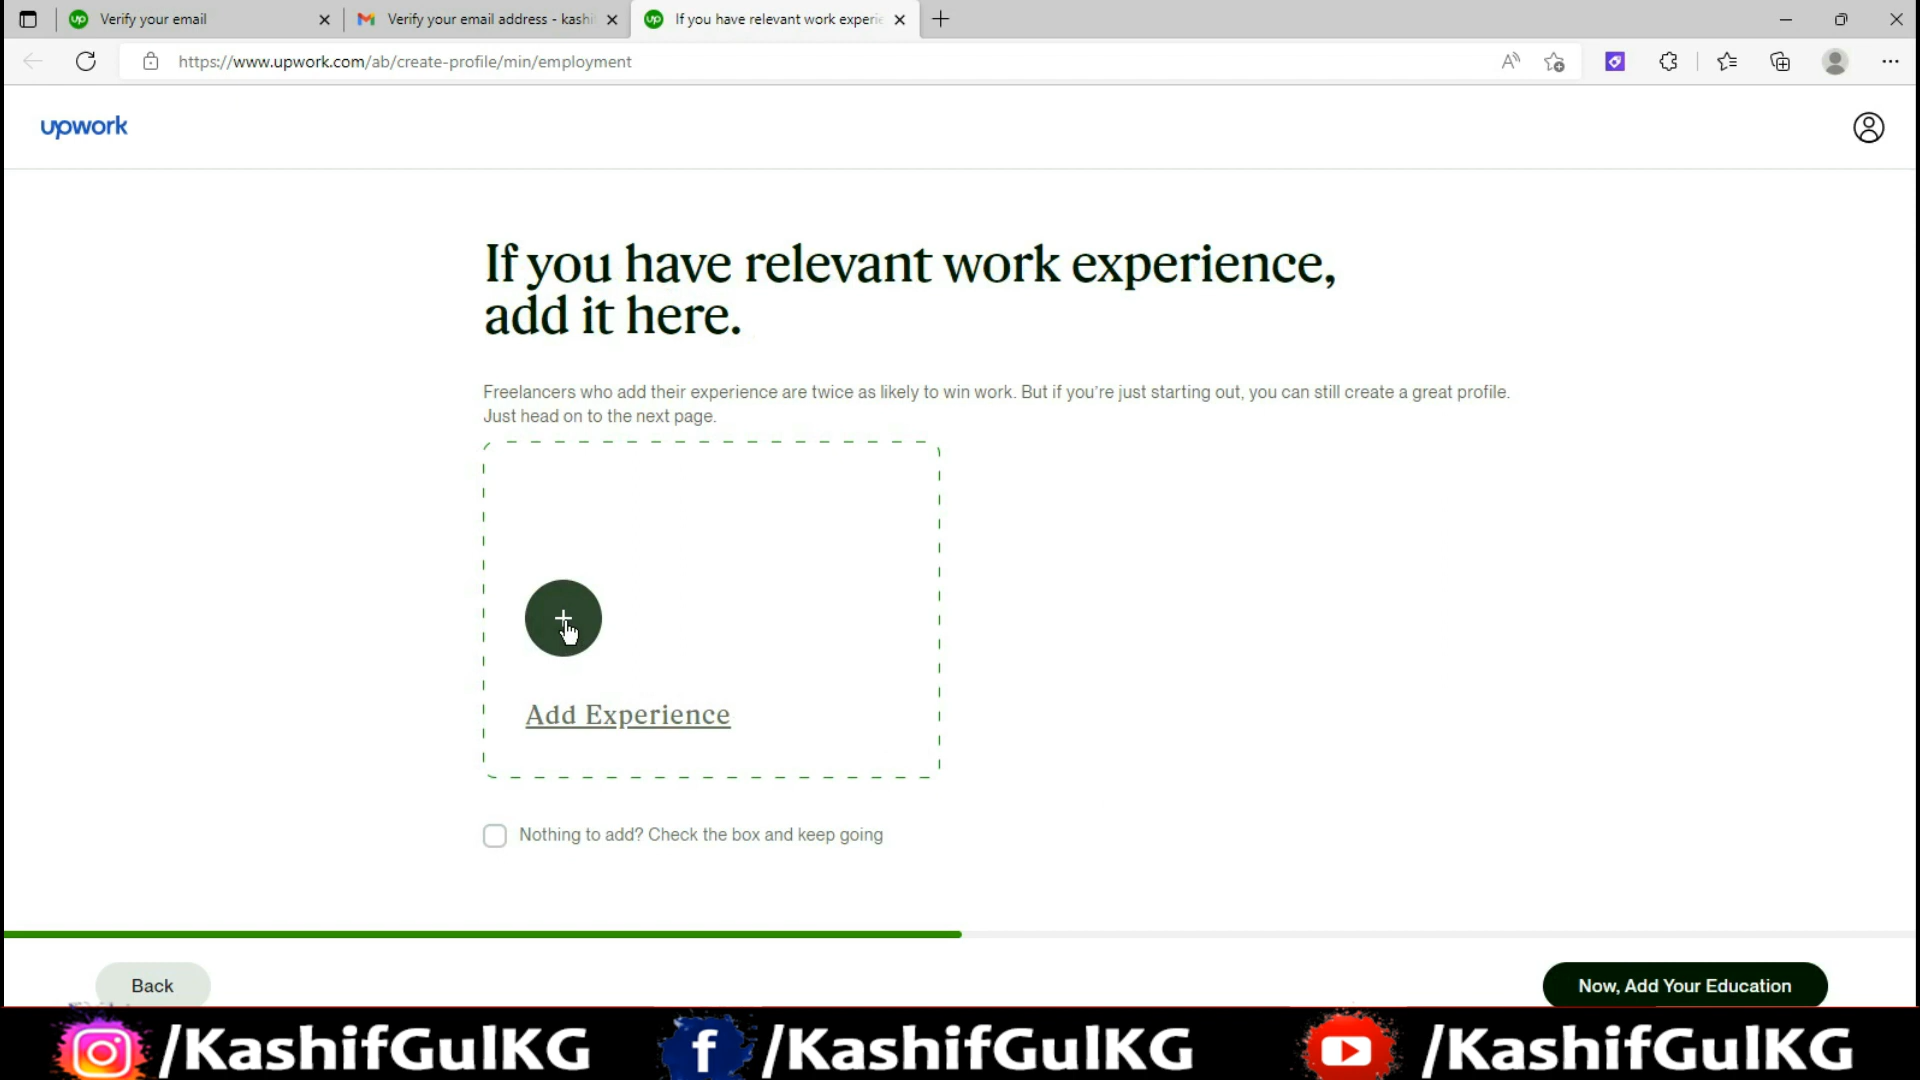 Verify your email
Verify your email address - kashi
If you have relevant work experie
https://www.upwork.com/ab/create-profile/min/employment
upwork
If you have relevant work experience,
add it here.
Freelancers who add their experience are twice as likely to win work. But if you're just starting out, you can still create a great profile.
Just head on to the next page.
Add Experience
Nothing to add? Check the box and keep going
Back
Now, Add Your Education
/KashifGulKG
/KashifGulKG
/KashifGulKG